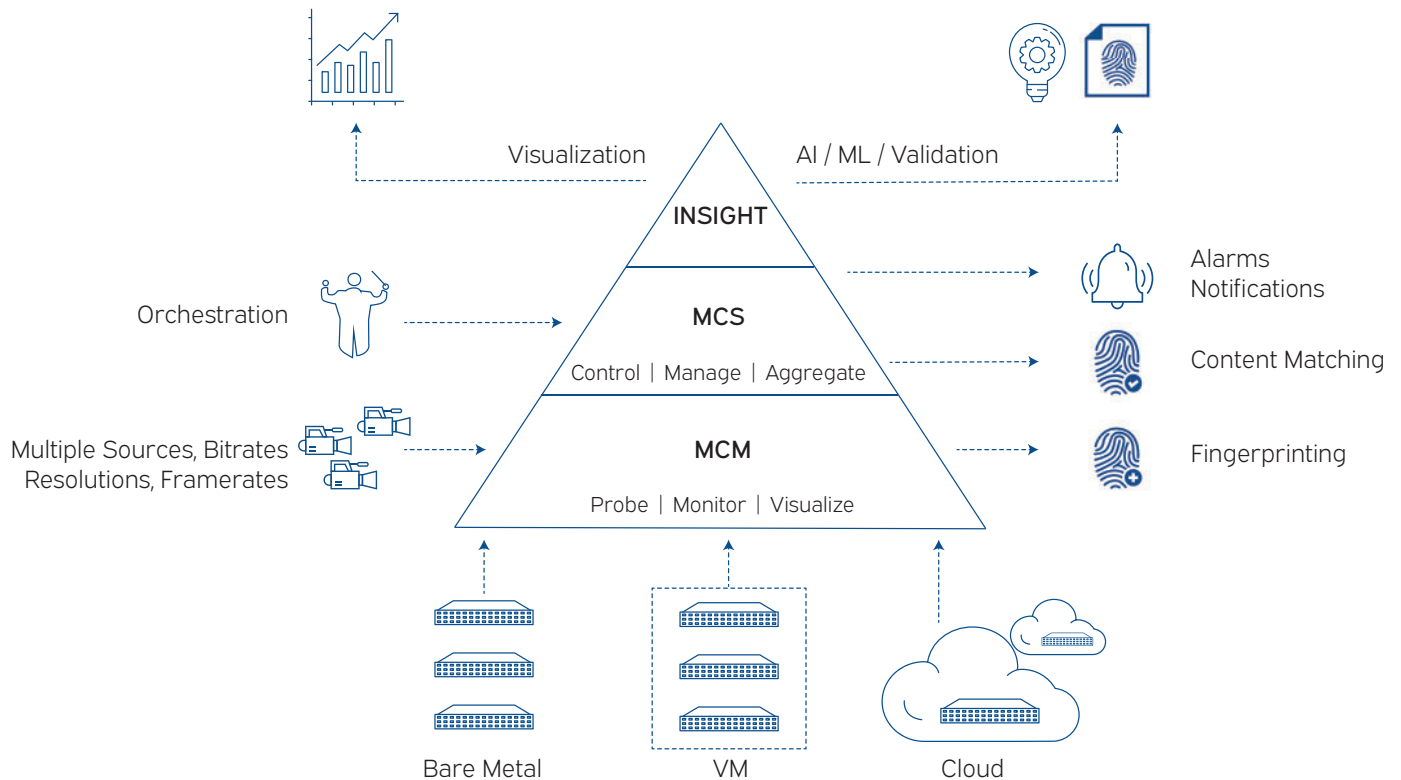 Visualization
AI / ML / Validation
INSIGHT
Alarms
Notifications
Orchestration
MCS
Control | Manage | Aggregate
Content Matching
Multiple Sources, Bitrates
Resolutions, Framerates
MCM
Probe | Monitor | Visualize
Fingerprinting
Bare Metal
VM
Cloud